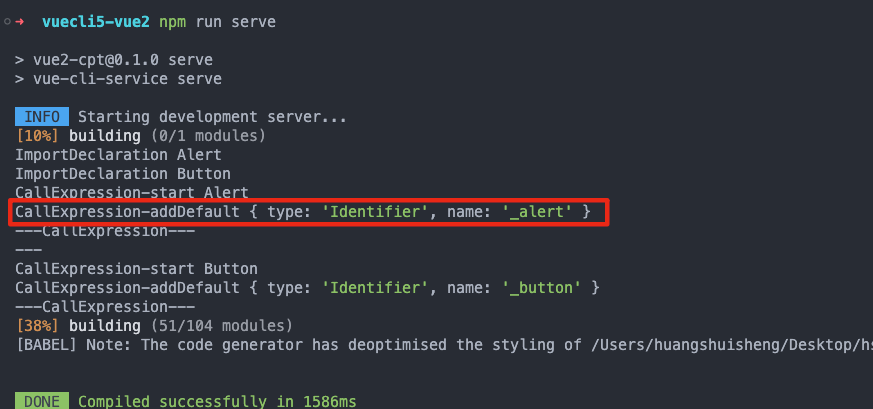 ➜ vuecli5-vue2 npm run serve
> vue2-cpt@0.1.0 serve
> vue-cli-service serve
INFO Starting development server...
[10%] building (0/1 modules)
ImportDeclaration Alert
ImportDeclaration Button
CallExpression-start Alert
CallExpression-addDefault { type: 'Identifier', name: '_alert' }
---CallExpression---
---
CallExpression-start Button
CallExpression-addDefault { type: 'Identifier', name: '_button' }
---CallExpression---
[38%] building (51/104 modules)
[BABEL] Note: The code generator has deoptimised the styling of /Users/huangshuisheng/Desktop/hs
DONE Compiled successfully in 1586ms